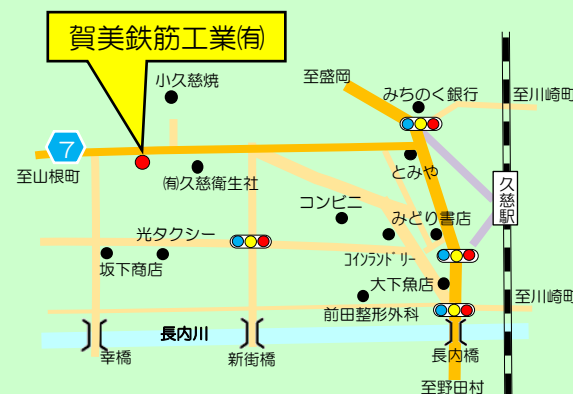 賀美鉄筋工業㈲
小久慈焼
至盛岡
みちのく銀行
至川崎町
7
至山根町
㈲久慈衛生社
とみや
久慈駅
コンビニ
みどり書店
光タクシー
コインランドリー
坂下商店
大下魚店
前田整形外科
至川崎町
長内川
幸橋
新街橋
長内橋
至野田村